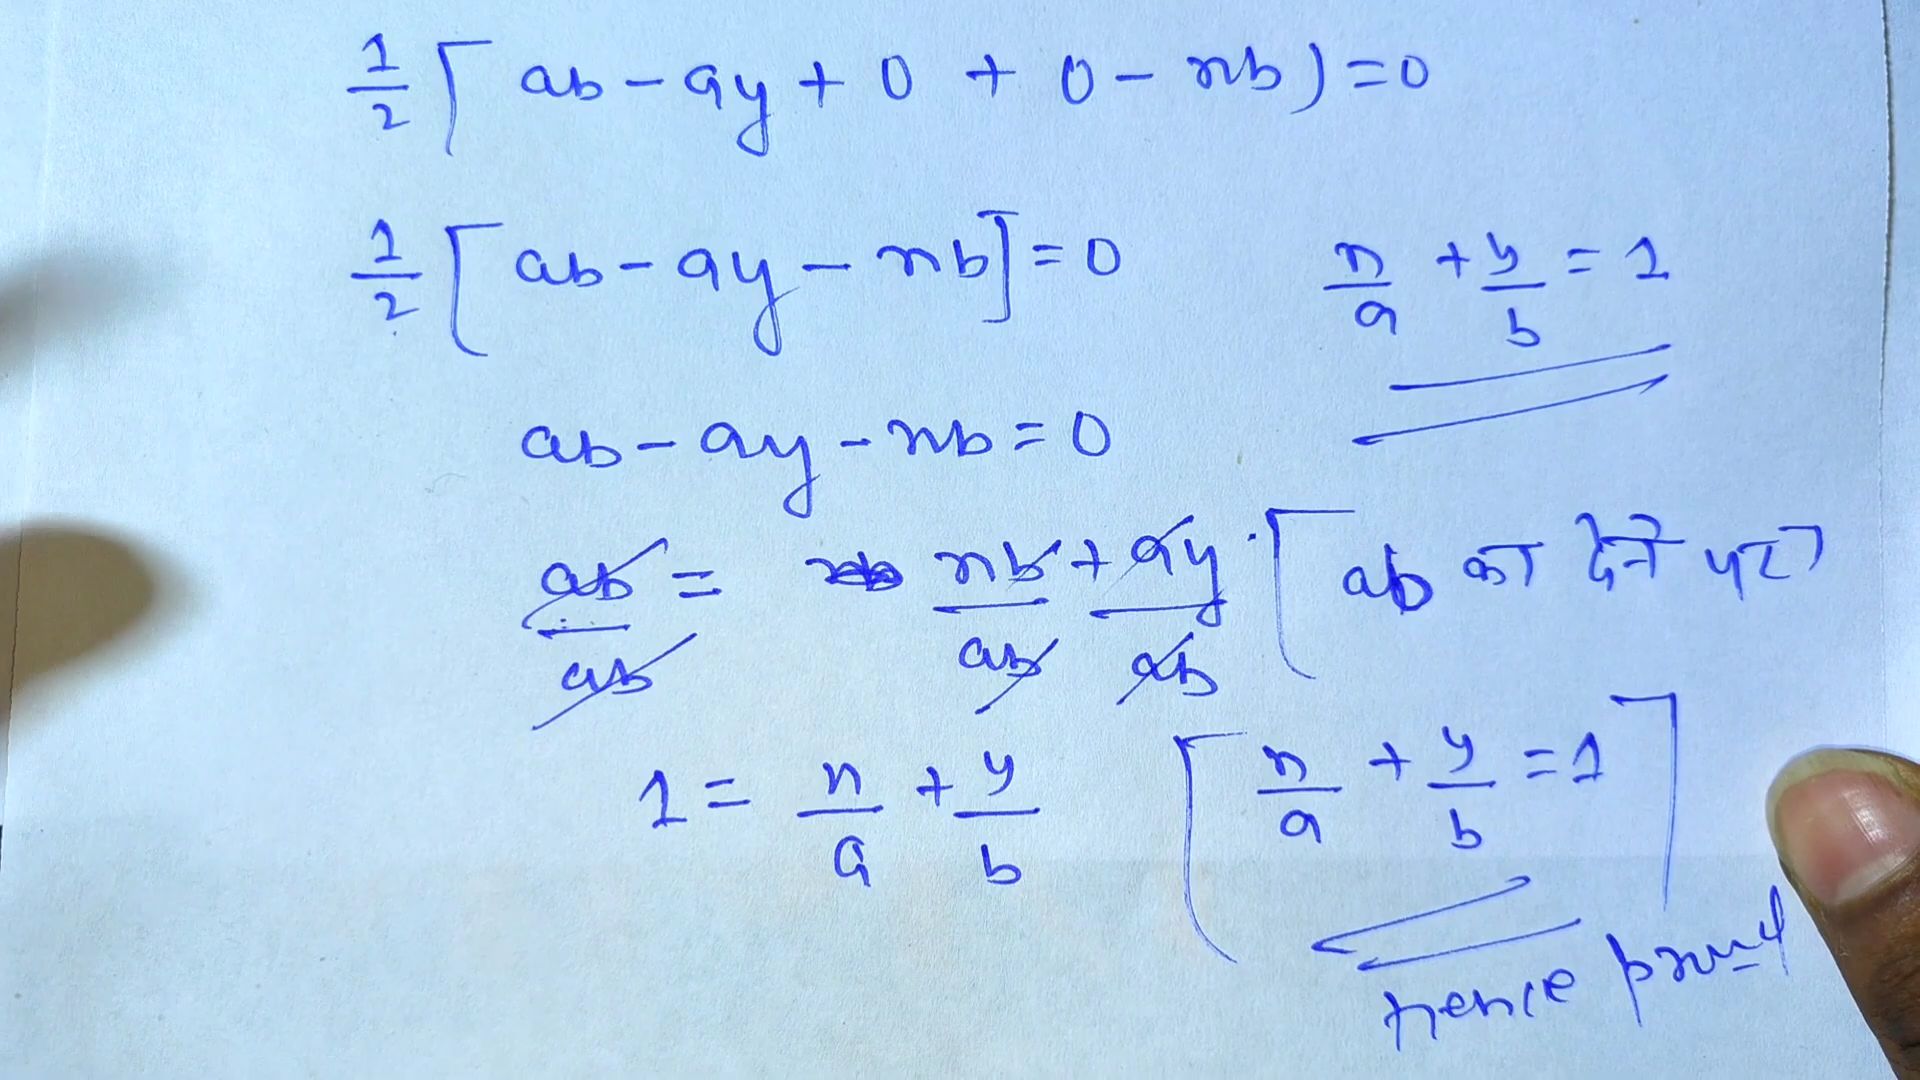 1/2 [ ab - ay + 0 + 0 - xb ) = 0
1/2 [ ab - ay - xb ] = 0
x/a + y/b = 1
ab - ay - xb = 0
ab/ab = xb/ab + ay/ab [ ab का देने पर ]
1 = x/a + y/b [ x/a + y/b = 1 ]
Hence